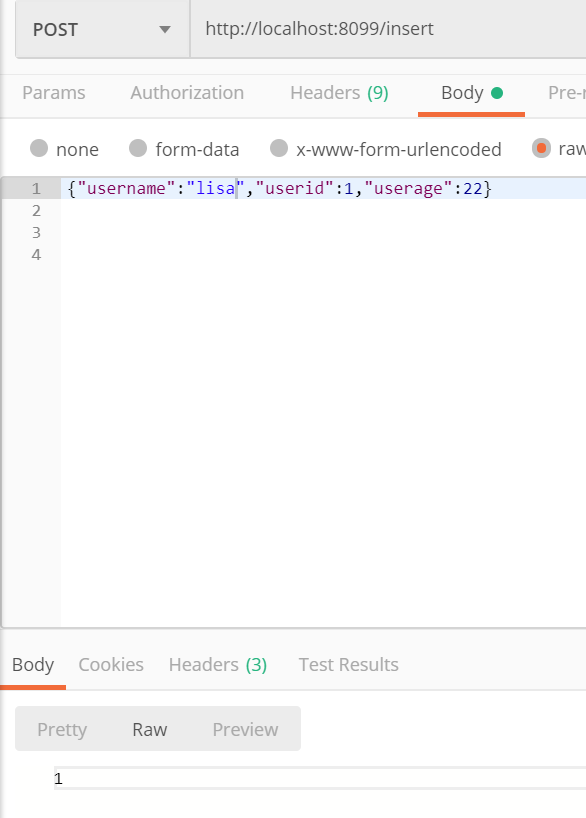 POST http://localhost:8099/insert
Params Authorization Headers (9) Body Pre-r
none form-data x-www-form-urlencoded raw
1 {"username":"lisa","userid":1,"userage":22}
2
3
4
Body Cookies Headers (3) Test Results
Pretty Raw Preview
1